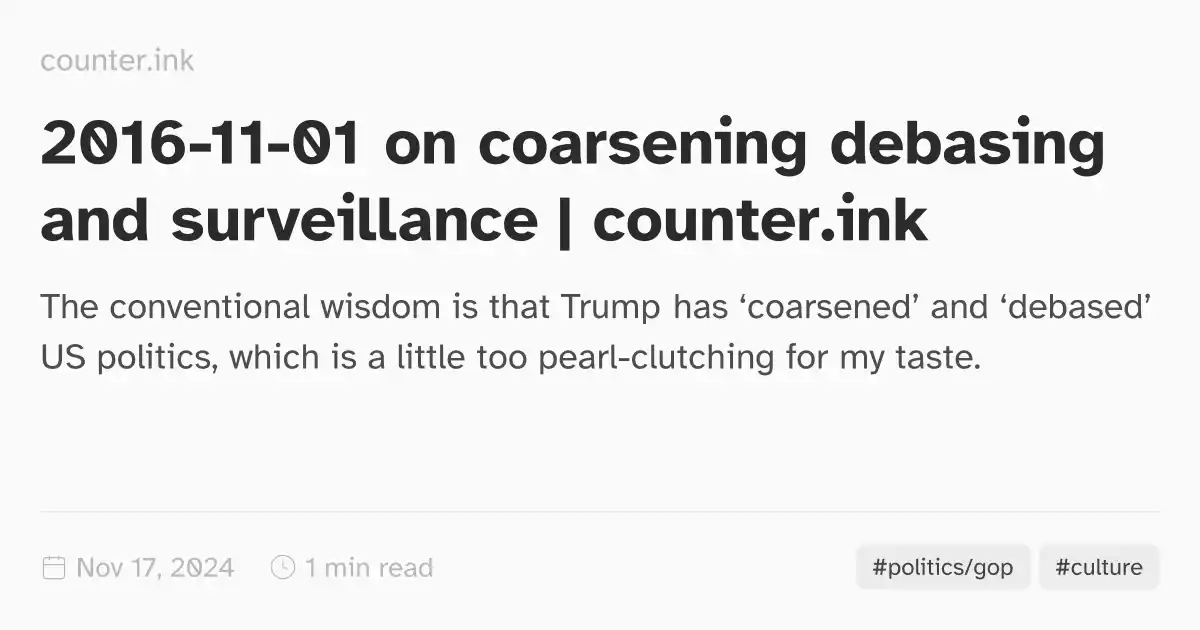 counter.ink
2016-11-01 on coarsening debasing
and surveillance | counter.ink
The conventional wisdom is that Trump has ‘coarsened’ and ‘debased’
US politics, which is a little too pearl-clutching for my taste.
Nov 17, 2024 1 min read #politics/gop #culture